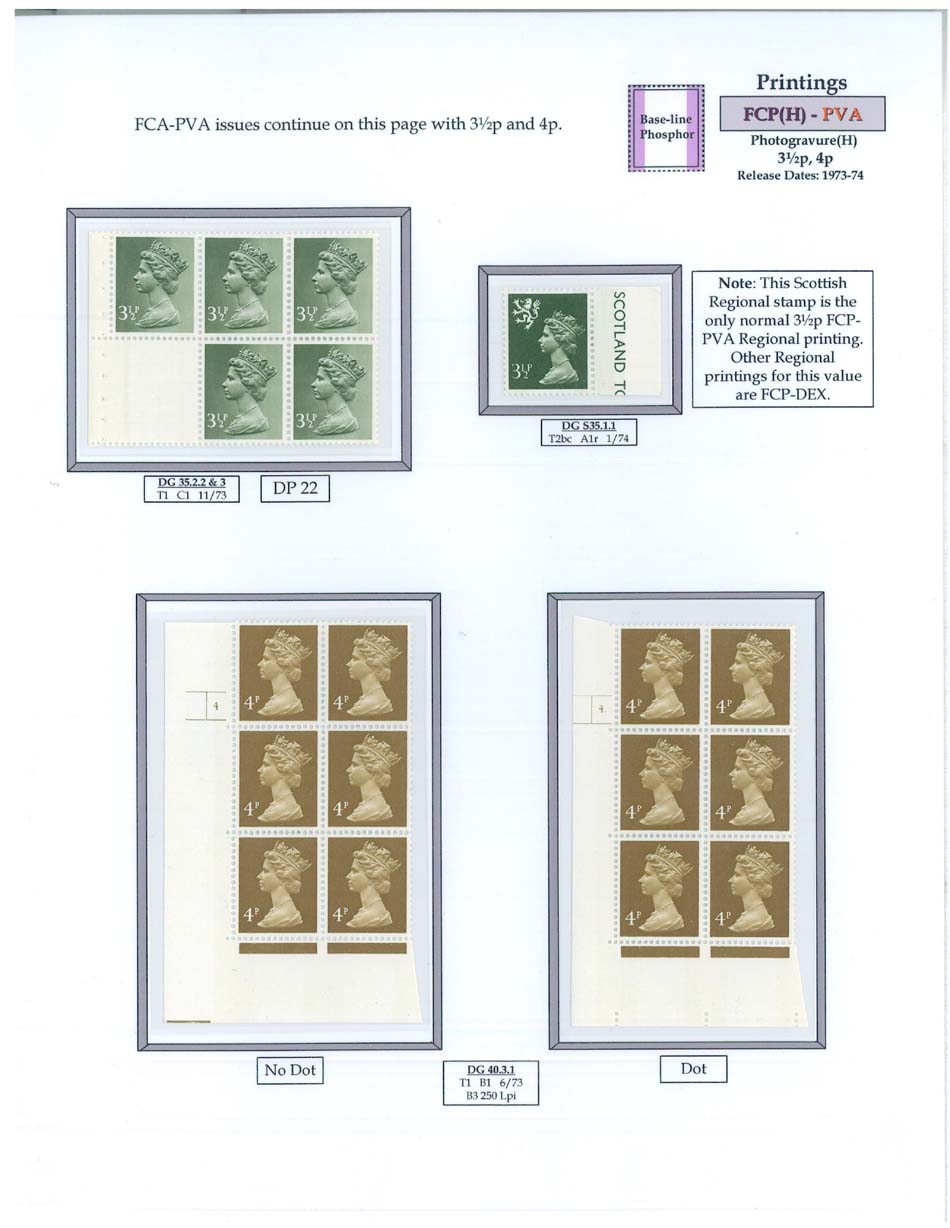 Printings
FCP(H) - PVA
Photogravure(H)
3½p, 4p
Release Dates: 1973-74
Base-line
Phosphor
FCA-PVA issues continue on this page with 3½p and 4p.
3½P 3½P 3½P
3½P 3½P
DG 35.2.2 & 3
T1 C1 11/73
DP 22
3½P
SCOTLAND TO
DG S35.1.1
T2bc A1r 1/74
Note: This Scottish
Regional stamp is the
only normal 3½p FCP-
PVA Regional printing.
Other Regional
printings for this value
are FCP-DEX.
4
4P 4P
4P 4P
4P 4P
No Dot
4.
4P 4P
4P 4P
4P 4P
Dot
DG 40.3.1
T1 B1 6/73
B3 250 Lpi